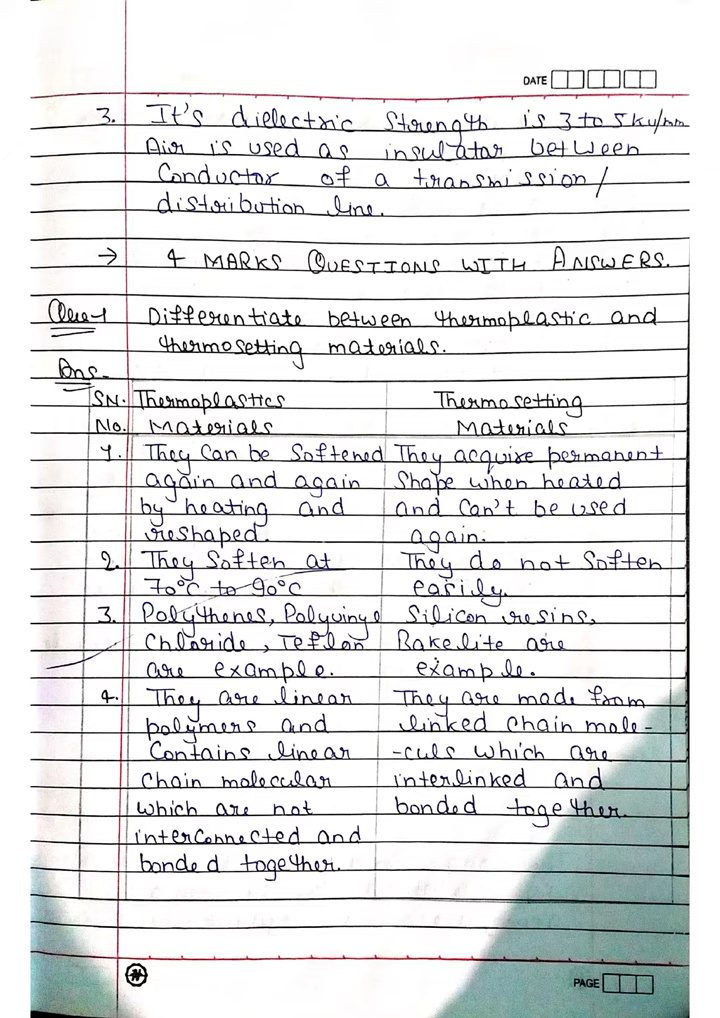 DATE
3. It's dielectric Strength is 3 to 5 kv/mm
Air is used as insulatar between
Conductor of a transmission /
distribution line.
→ 4 MARKS QUESTIONS WITH ANSWERS.
Que-1 Differentiate between thermoplastic and
thermosetting materials.
Ans-
SN. Thermoplastics Thermosetting
No. Materials Materials
1. They Can be Softened They acquire permanent
again and again Shape when heated
by heating and and Can't be used
reshaped. again.
2. They Soften at They do not Soften
70°C to 90°C easily.
3. Polythenes, Polyvinye Silicon resins,
Chloride, Teflon Bakelite are
are example. example.
4. They are linear They are made from
polymers and linked Chain mole-
Contains linear -culs which are
Chain molecular interlinked and
which are not bonded together.
interconnected and
bonded together.
PAGE